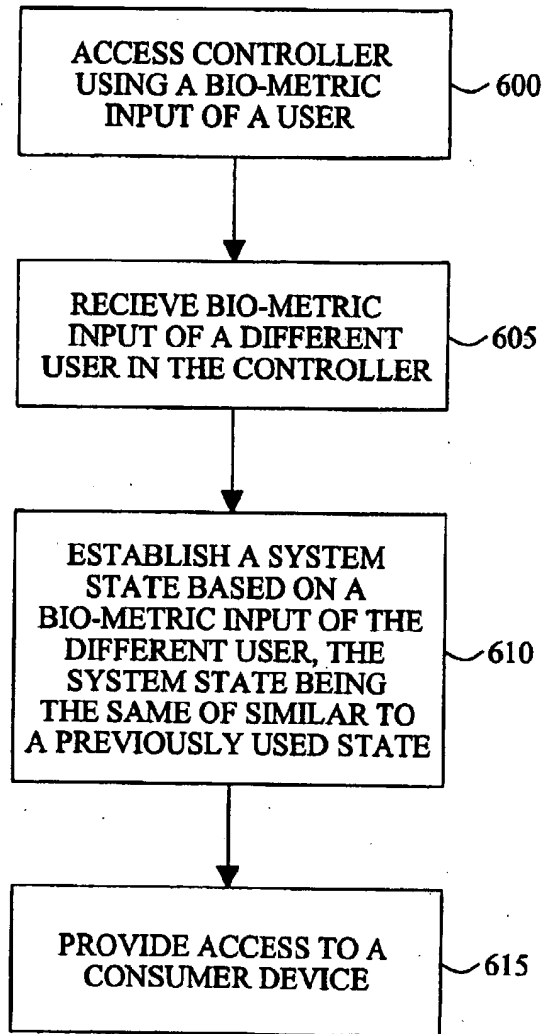 ACCESS CONTROLLER
USING A BIO-METRIC
INPUT OF A USER
600
RECIEVE BIO-METRIC
INPUT OF A DIFFERENT
USER IN THE CONTROLLER
605
ESTABLISH A SYSTEM
STATE BASED ON A
BIO-METRIC INPUT OF THE
DIFFERENT USER, THE
SYSTEM STATE BEING
THE SAME OF SIMILAR TO
A PREVIOUSLY USED STATE
610
PROVIDE ACCESS TO A
CONSUMER DEVICE
615